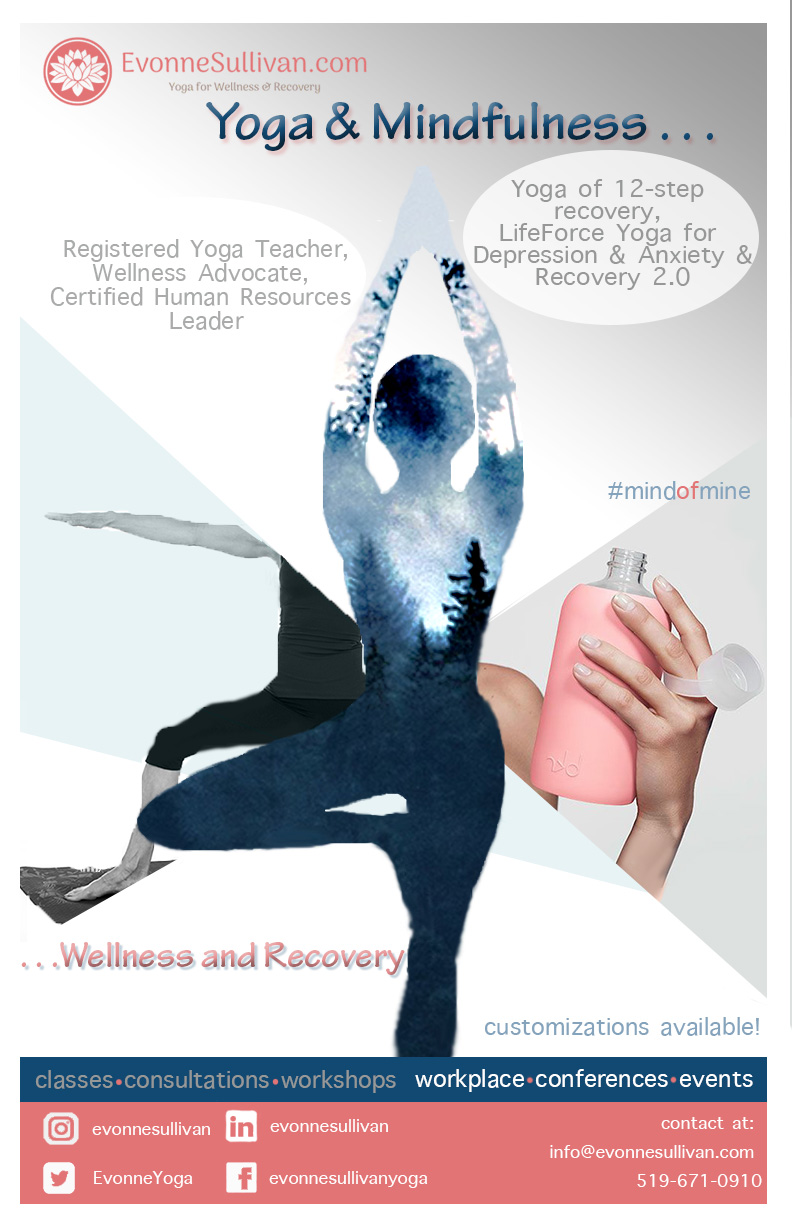 EvonneSullivan.com
Yoga for Wellness & Recovery
Yoga & Mindfulness . . .
Registered Yoga Teacher,
Wellness Advocate,
Certified Human Resources
Leader
Yoga of 12-step
recovery,
LifeForce Yoga for
Depression & Anxiety &
Recovery 2.0
#mindofmine
. . .Wellness and Recovery
customizations available!
classes•consultations•workshops
workplace•conferences•events
evonnesullivan
evonnesullivan
EvonneYoga
evonnesullivanyoga
contact at:
info@evonnesullivan.com
519-671-0910